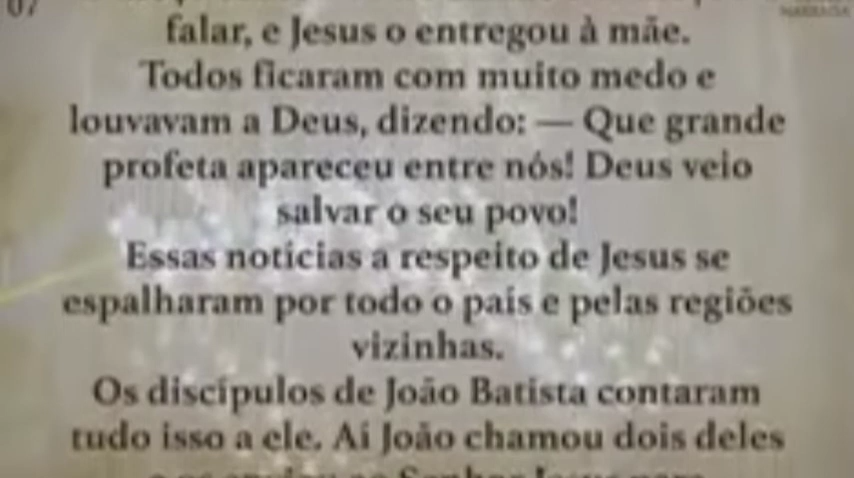 07
NARRADA
falar, e Jesus o entregou à mãe.
Todos ficaram com muito medo e
louvavam a Deus, dizendo: — Que grande
profeta apareceu entre nós! Deus veio
salvar o seu povo!
Essas notícias a respeito de Jesus se
espalharam por todo o país e pelas regiões
vizinhas.
Os discípulos de João Batista contaram
tudo isso a ele. Aí João chamou dois deles